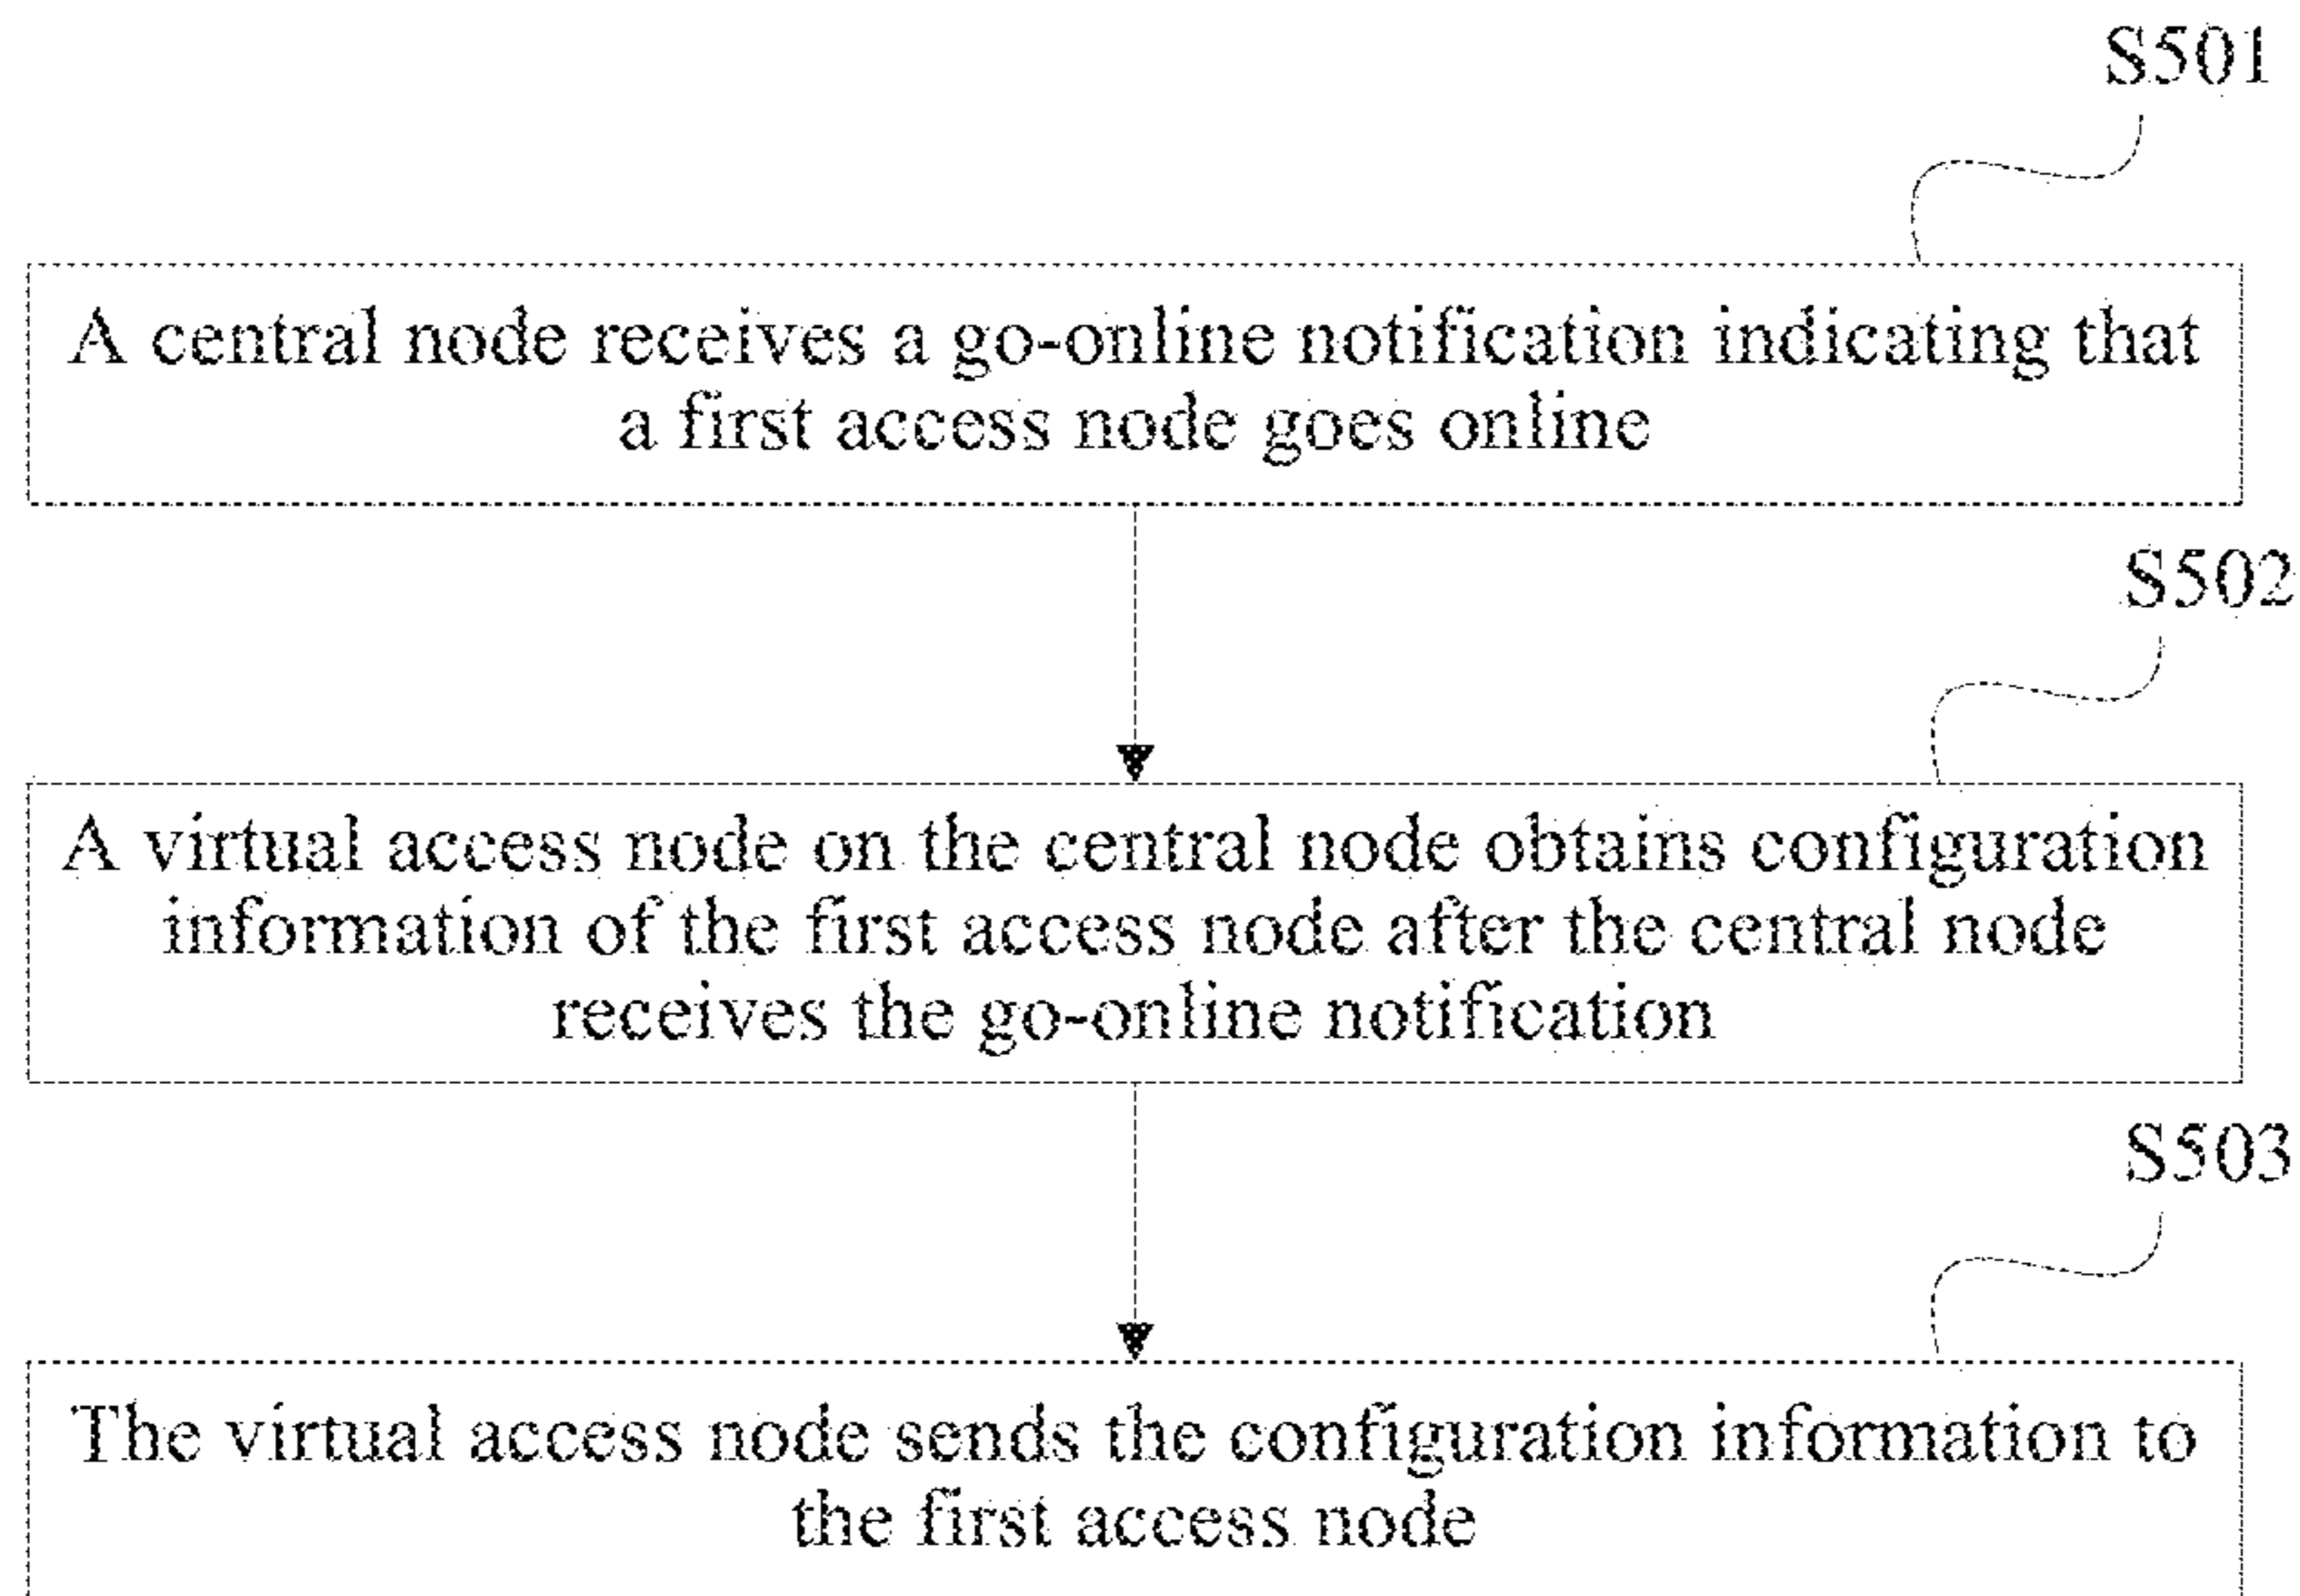 S501
A central node receives a go-online notification indicating that
a first access node goes online
S502
A virtual access node on the central node obtains configuration
information of the first access node after the central node
receives the go-online notification
S503
The virtual access node sends the configuration information to
the first access node